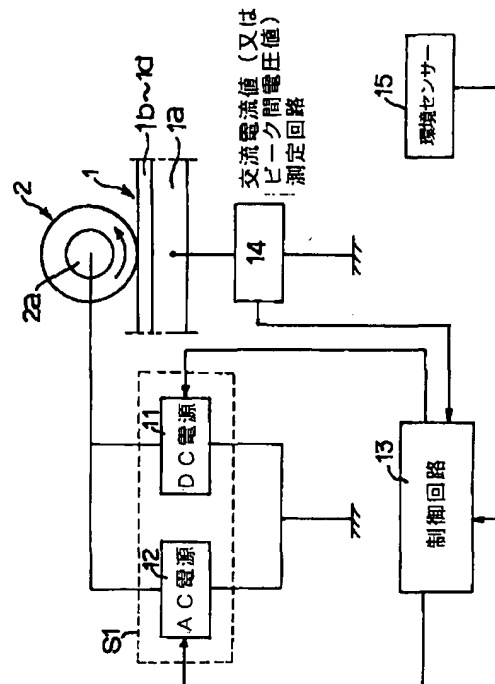 2
2a
1
1b~1d
1a
交流電流値(又は
ピーク間電圧値)
測定回路
14
S1
12
AC電源
11
DC電源
13
制御回路
15
環境センサー